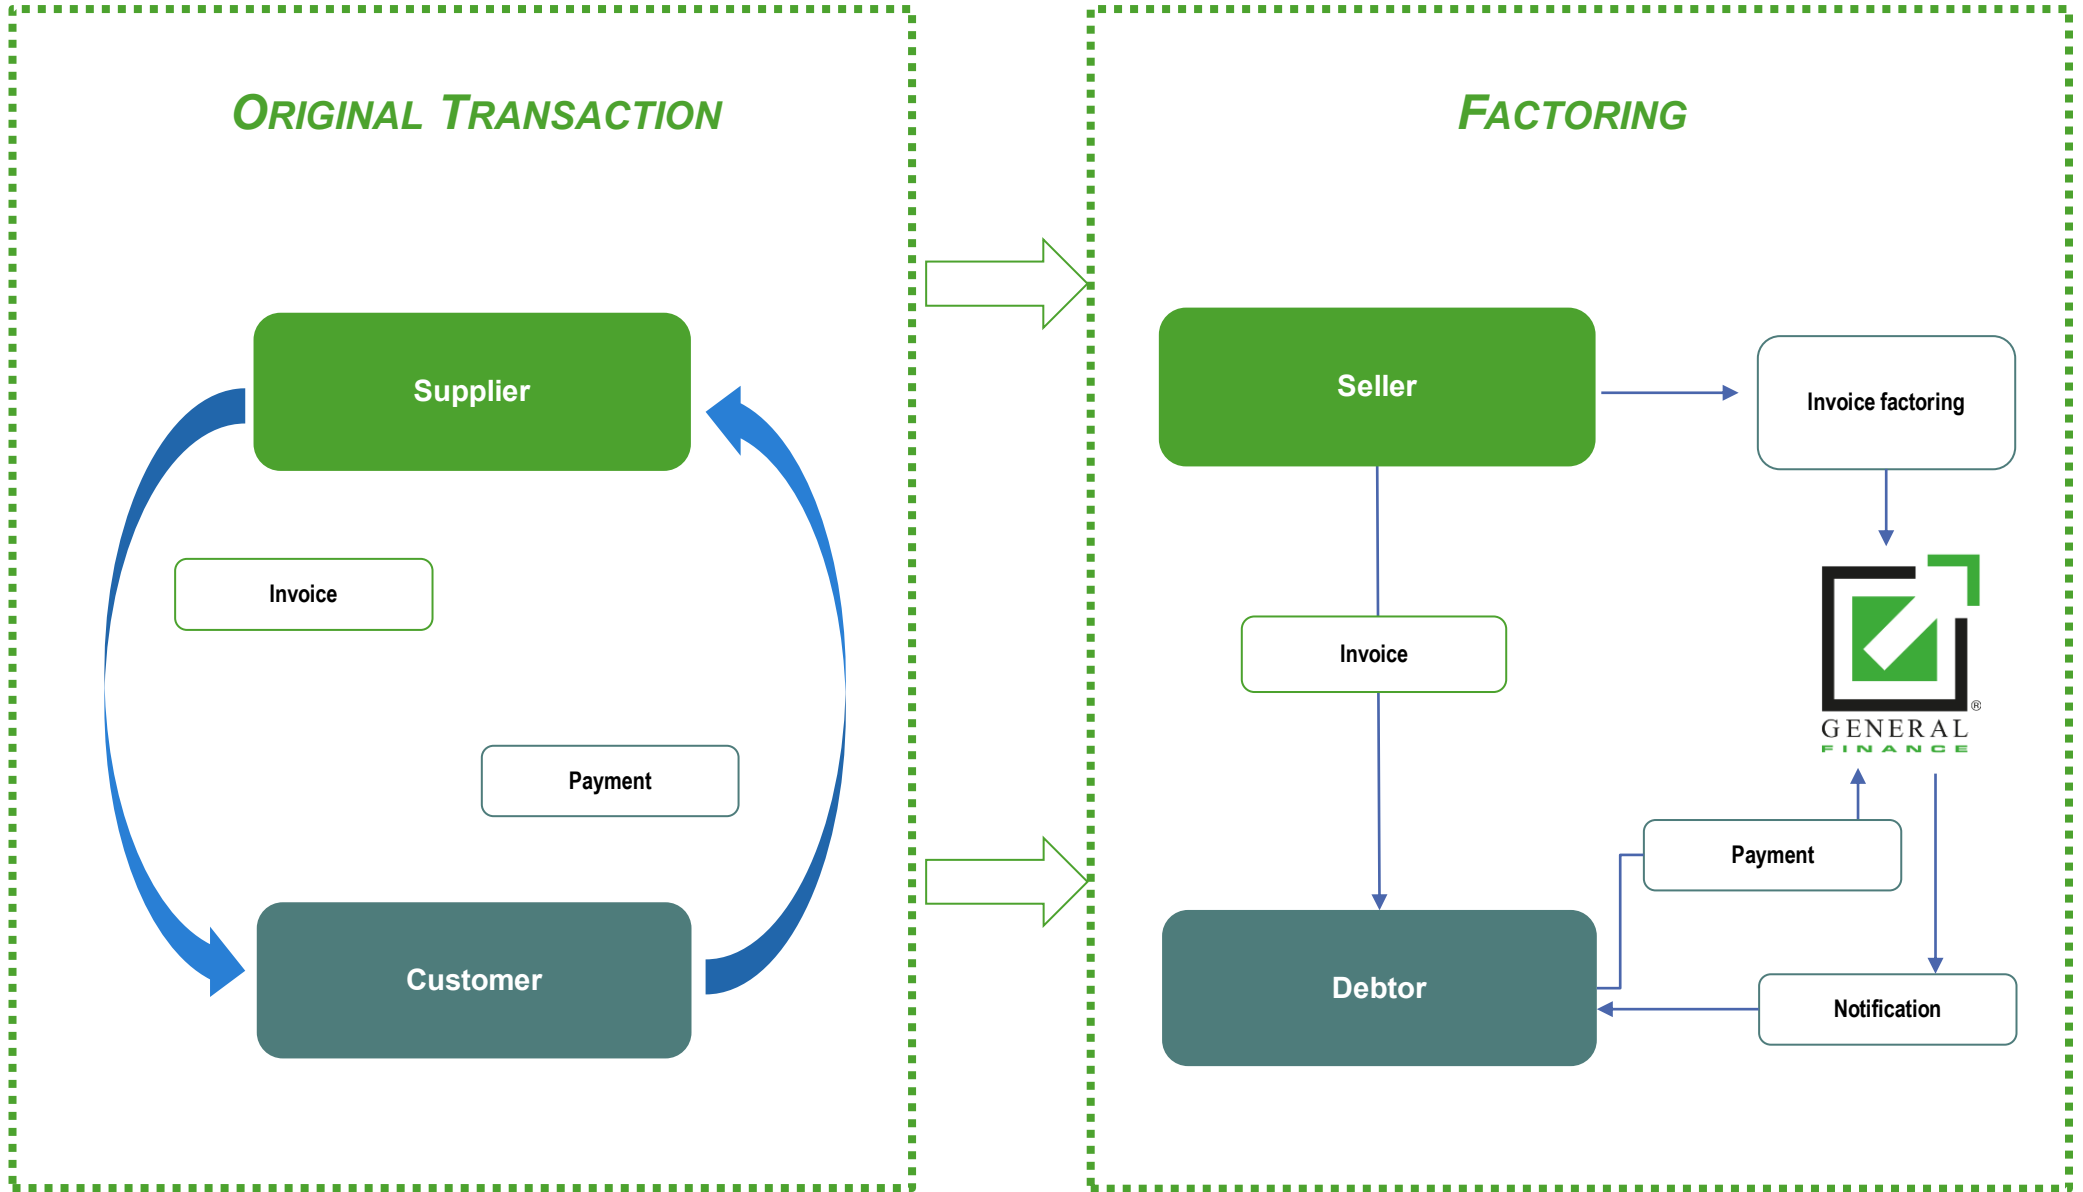 ORIGINAL TRANSACTION
Supplier
Invoice
Payment
Customer
FACTORING
Seller
Invoice factoring
Invoice
GENERAL ®
FINANCE
Payment
Debtor
Notification